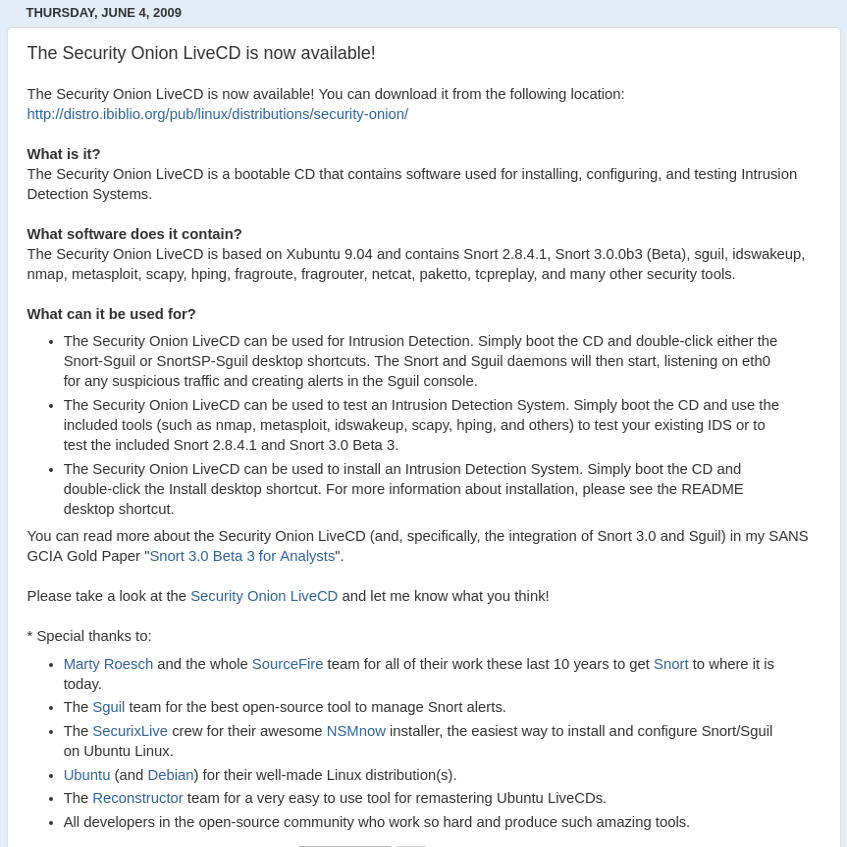 THURSDAY, JUNE 4, 2009
The Security Onion LiveCD is now available!
The Security Onion LiveCD is now available! You can download it from the following location:
http://distro.ibiblio.org/pub/linux/distributions/security-onion/
What is it?
The Security Onion LiveCD is a bootable CD that contains software used for installing, configuring, and testing Intrusion
Detection Systems.
What software does it contain?
The Security Onion LiveCD is based on Xubuntu 9.04 and contains Snort 2.8.4.1, Snort 3.0.0b3 (Beta), sguil, idswakeup,
nmap, metasploit, scapy, hping, fragroute, fragrouter, netcat, paketto, tcpreplay, and many other security tools.
What can it be used for?
• The Security Onion LiveCD can be used for Intrusion Detection. Simply boot the CD and double-click either the
Snort-Sguil or SnortSP-Sguil desktop shortcuts. The Snort and Sguil daemons will then start, listening on eth0
for any suspicious traffic and creating alerts in the Sguil console.
• The Security Onion LiveCD can be used to test an Intrusion Detection System. Simply boot the CD and use the
included tools (such as nmap, metasploit, idswakeup, scapy, hping, and others) to test your existing IDS or to
test the included Snort 2.8.4.1 and Snort 3.0 Beta 3.
• The Security Onion LiveCD can be used to install an Intrusion Detection System. Simply boot the CD and
double-click the Install desktop shortcut. For more information about installation, please see the README
desktop shortcut.
You can read more about the Security Onion LiveCD (and, specifically, the integration of Snort 3.0 and Sguil) in my SANS
GCIA Gold Paper "Snort 3.0 Beta 3 for Analysts".
Please take a look at the Security Onion LiveCD and let me know what you think!
* Special thanks to:
• Marty Roesch and the whole SourceFire team for all of their work these last 10 years to get Snort to where it is
today.
• The Sguil team for the best open-source tool to manage Snort alerts.
• The SecurixLive crew for their awesome NSMnow installer, the easiest way to install and configure Snort/Sguil
on Ubuntu Linux.
• Ubuntu (and Debian) for their well-made Linux distribution(s).
• The Reconstructor team for a very easy to use tool for remastering Ubuntu LiveCDs.
• All developers in the open-source community who work so hard and produce such amazing tools.